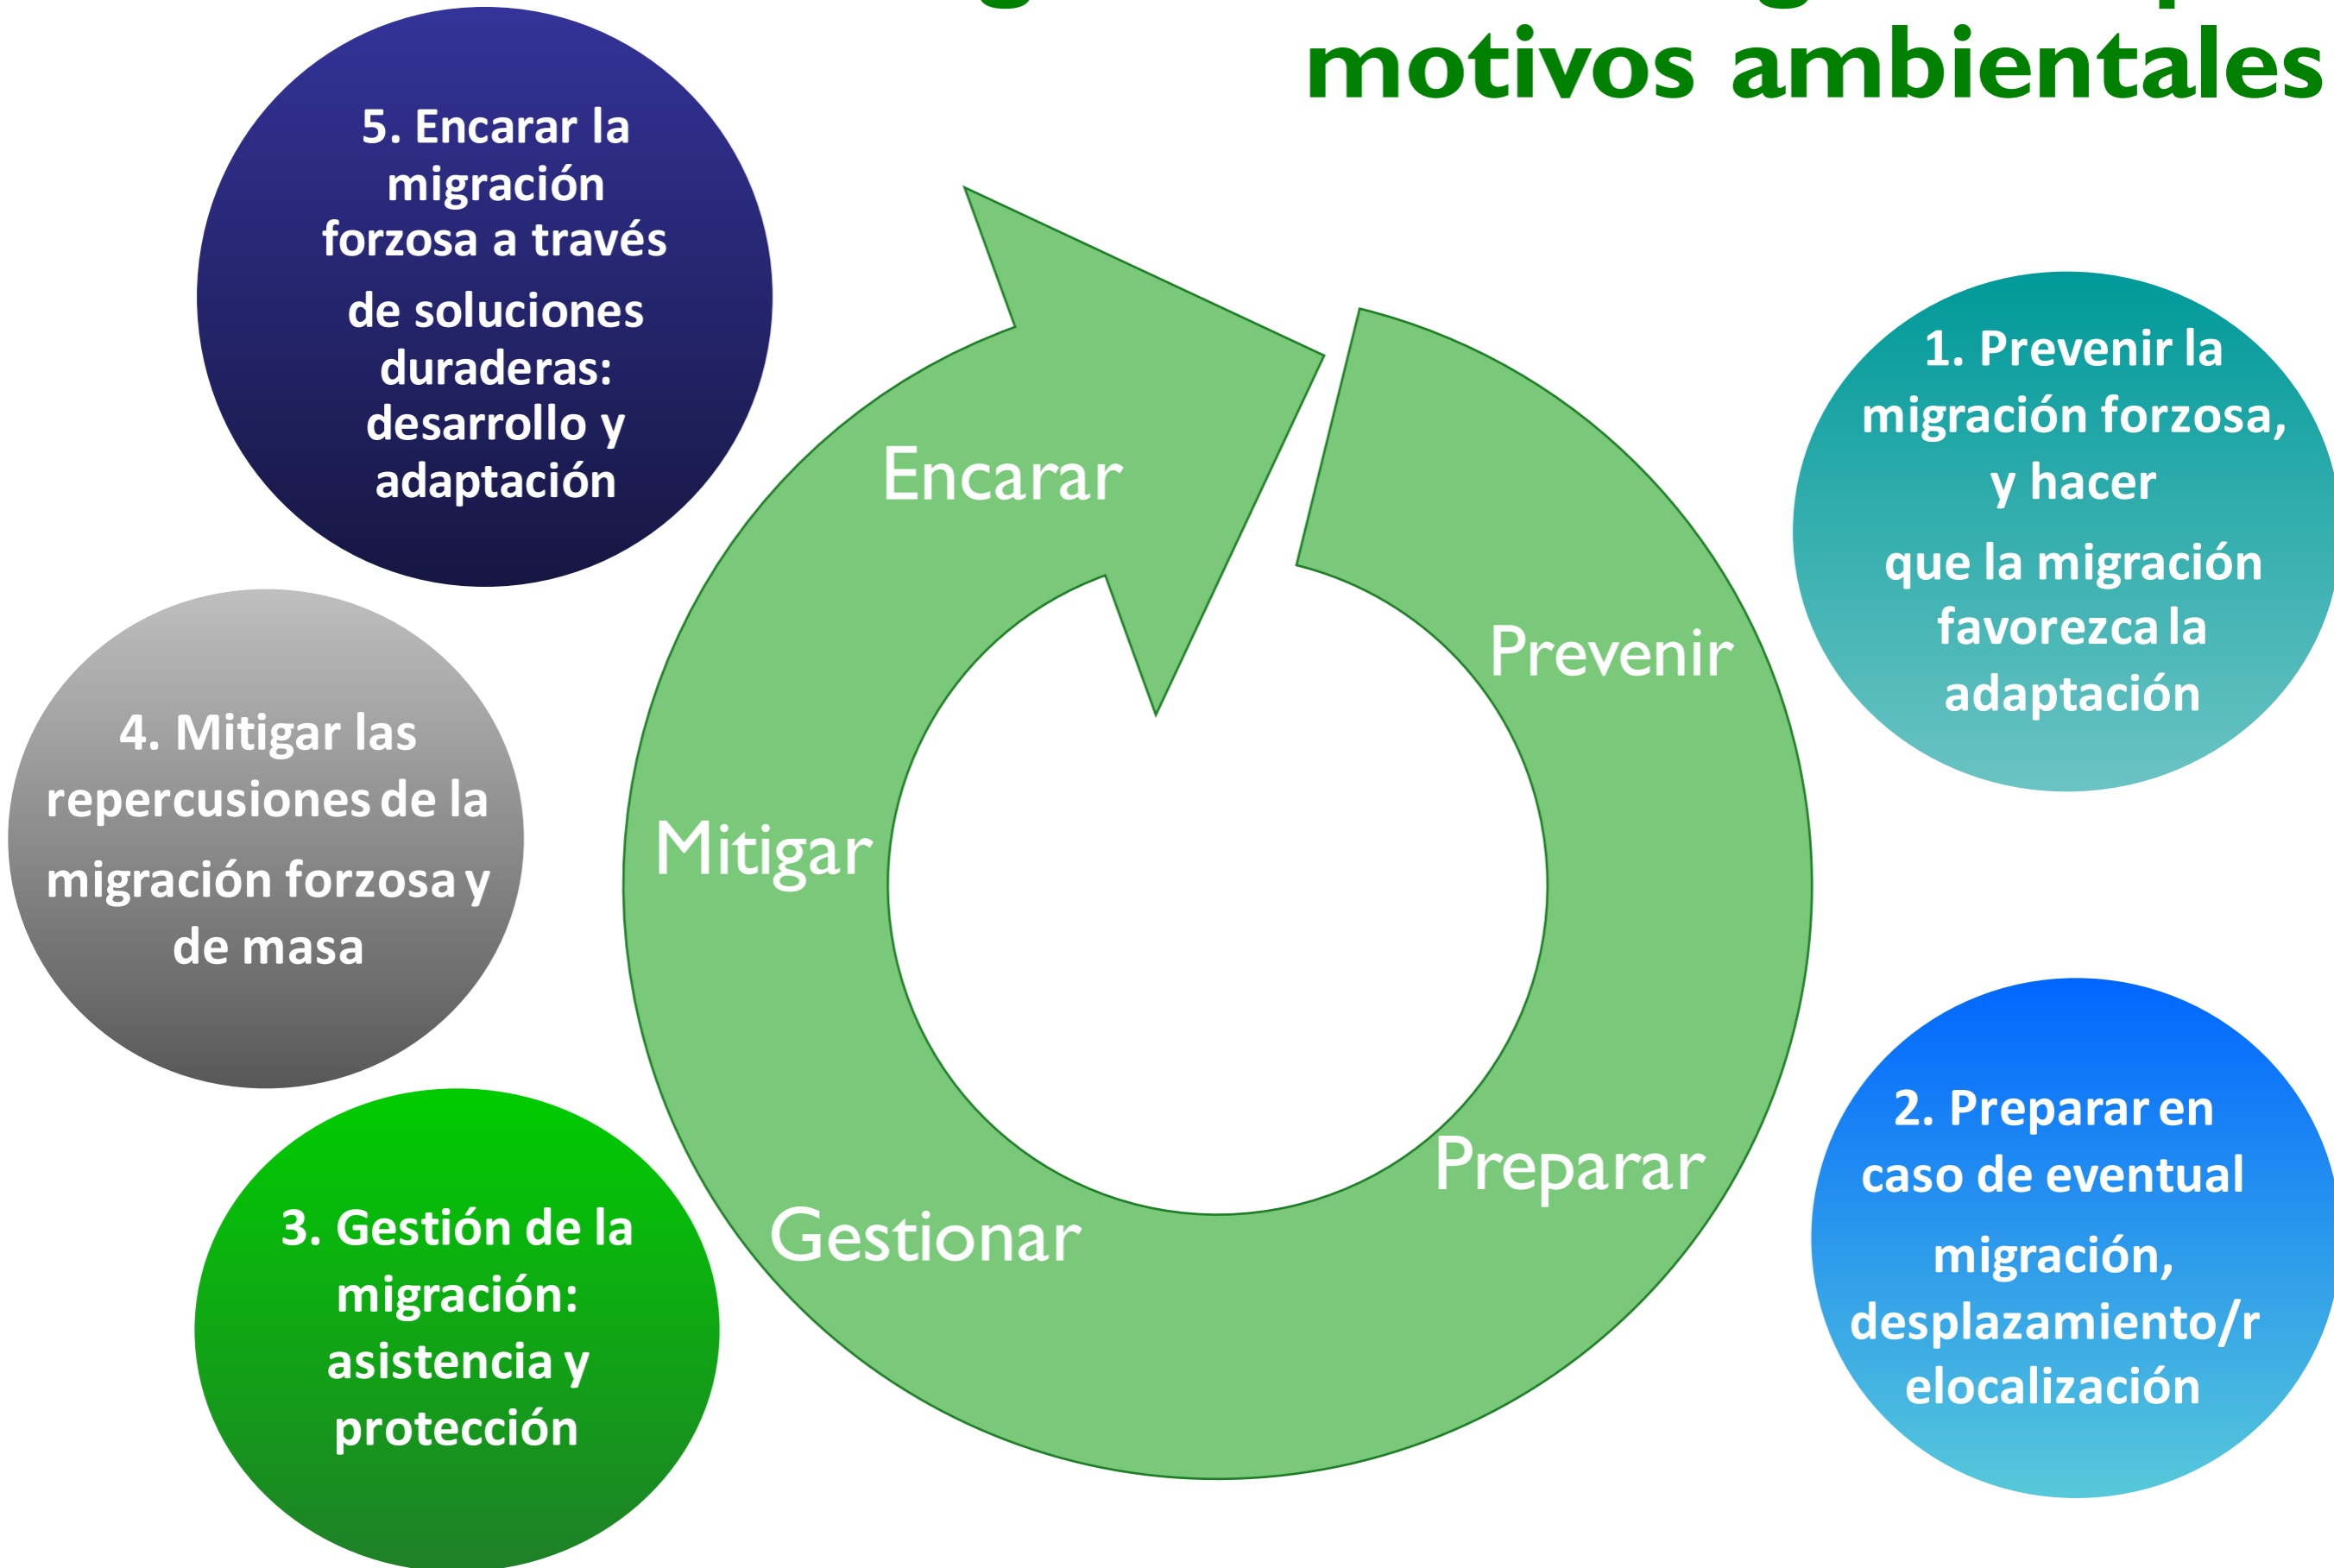 motivos ambientales
5. Encarar la
migración
forzosa a través
de soluciones
duraderas:
desarrollo y
adaptación
1. Prevenir la
migración forzosa,
y hacer
que la migración
favorezca la
adaptación
Encarar
Prevenir
4. Mitigar las
repercusiones de la
migración forzosa y
de masa
Mitigar
2. Preparar en
caso de eventual
migración,
desplazamiento/r
elocalización
Preparar
Gestionar
3. Gestión de la
migración:
asistencia y
protección